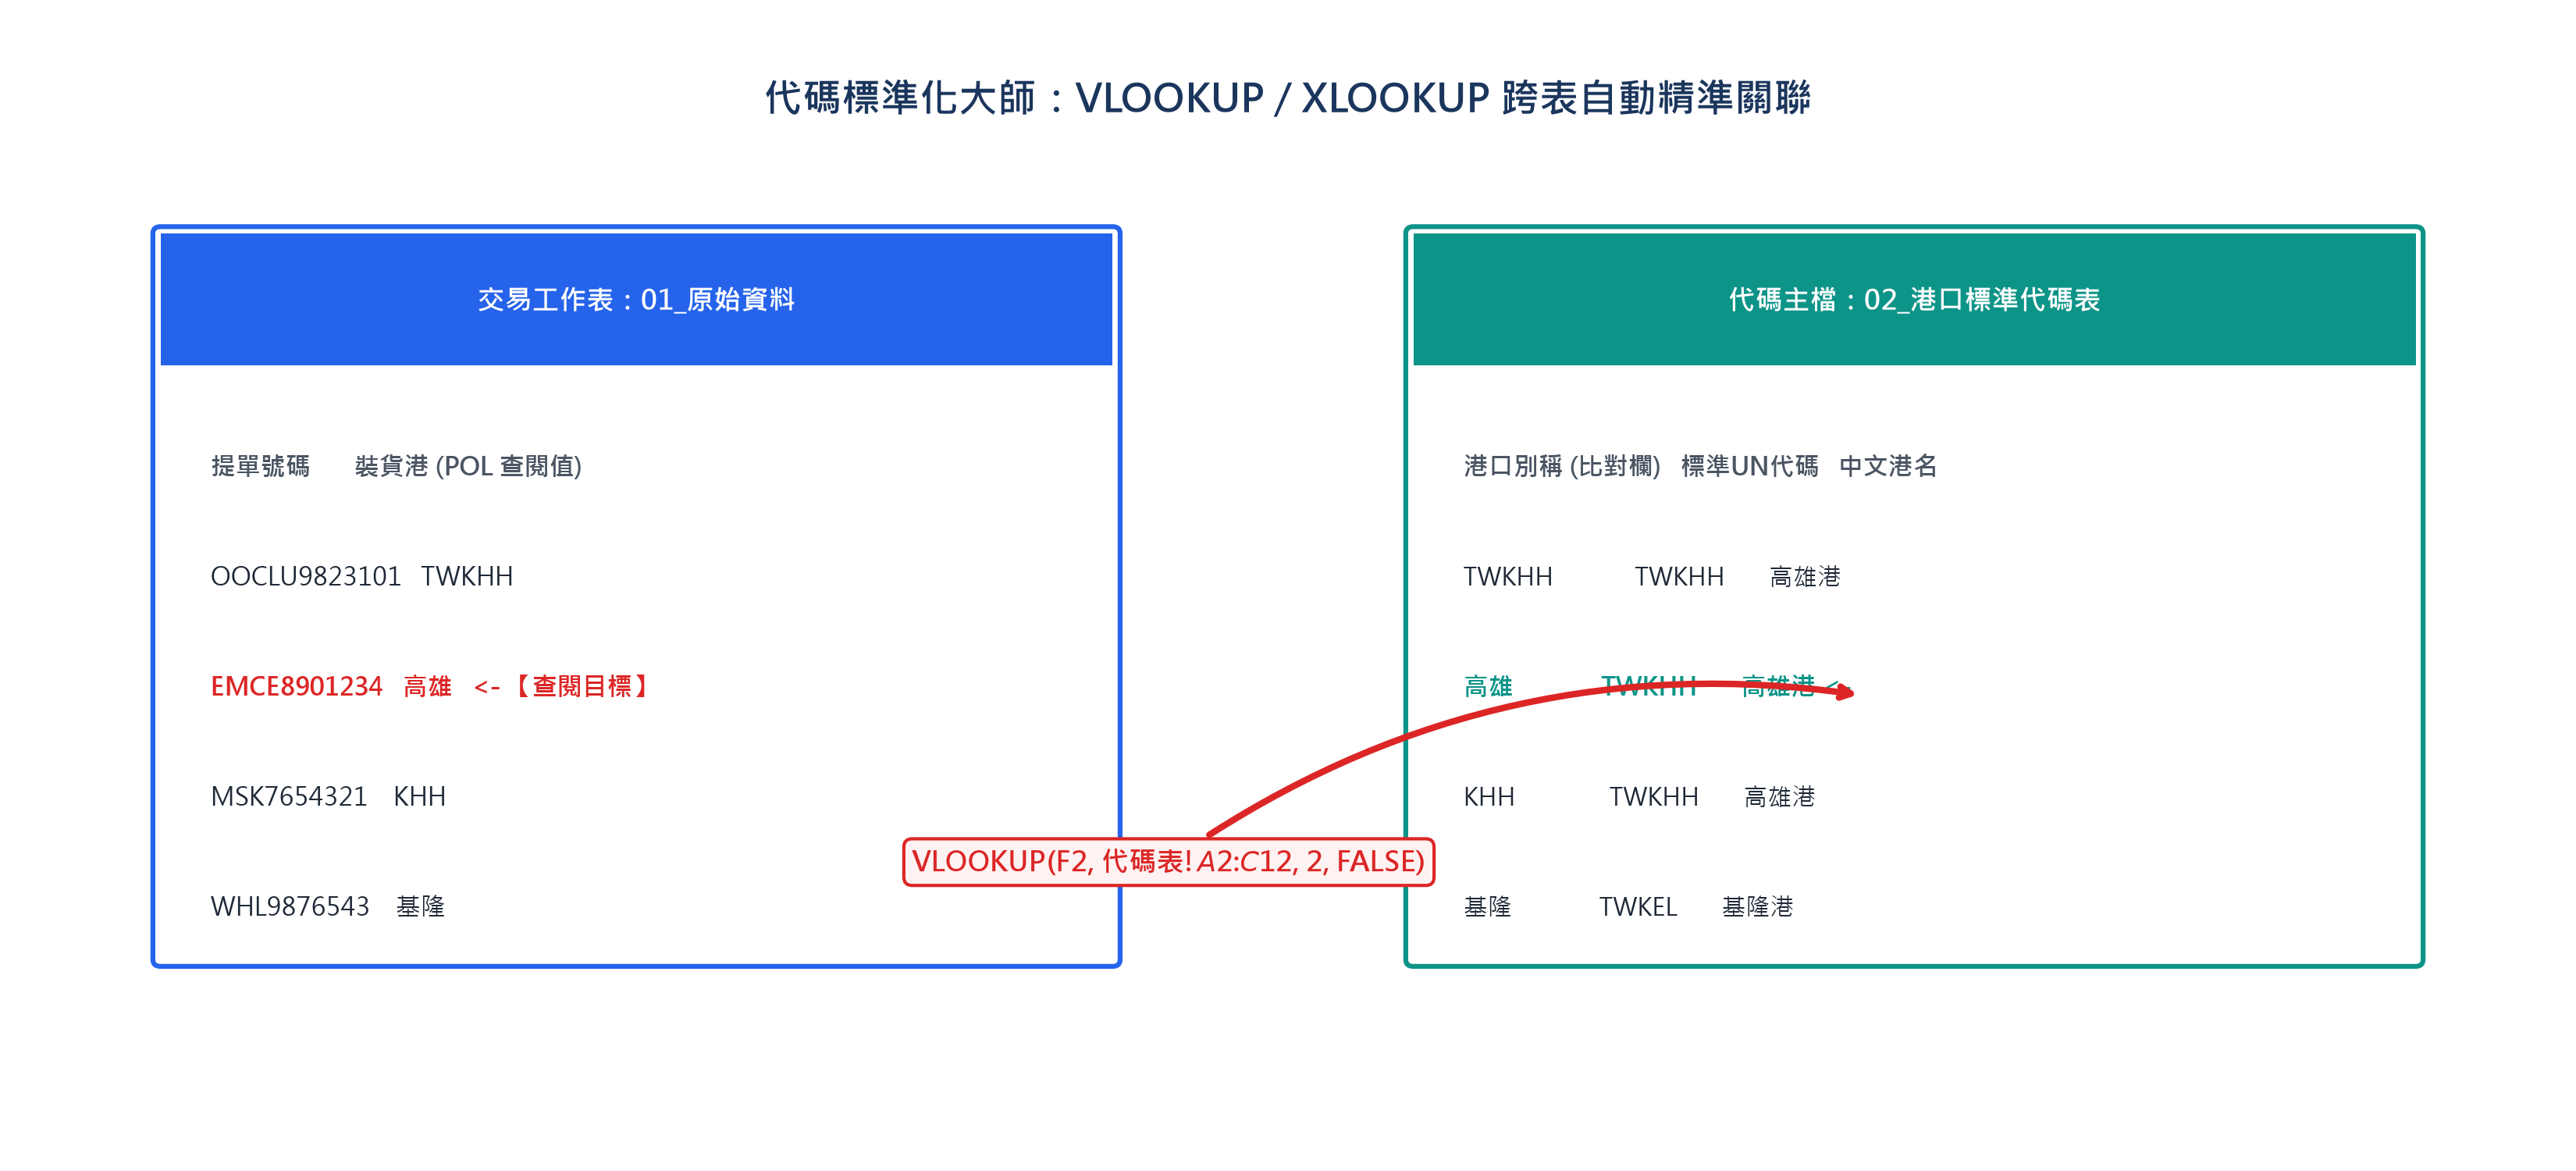 代碼標準化大師：VLOOKUP / XLOOKUP 跨表自動精準關聯
交易工作表：01_原始資料
提單號碼 裝貨港 (POL 查閱值)
OOCLU9823101 TWKHH
EMCE8901234 高雄 <-【查閱目標】
MSK7654321 KHH
WHL9876543 基隆
VLOOKUP(F2, 代碼表!A2:C12, 2, FALSE)
代碼主檔：02_港口標準代碼表
港口別稱 (比對欄) 標準UN代碼 中文港名
TWKHH TWKHH 高雄港
高雄 TWKHH 高雄港 <-
KHH TWKHH 高雄港
基隆 TWKEL 基隆港